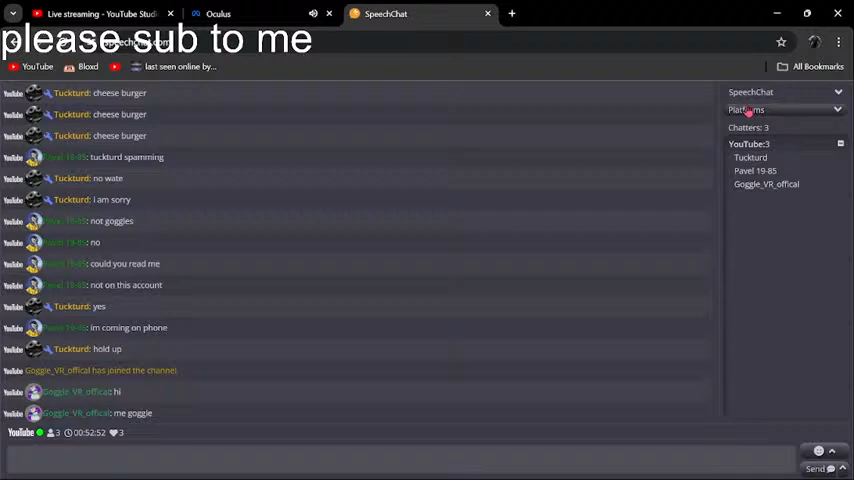 Live streaming - YouTube Studi
Oculus
SpeechChat
please sub to me
speechchat.com
YouTube
Bloxd
last seen online by...
All Bookmarks
YouTube Tuckturd: cheese burger
YouTube Tuckturd: cheese burger
YouTube Tuckturd: cheese burger
YouTube Pavel 19-85: tuckturd spamming
YouTube Tuckturd: no wate
YouTube Tuckturd: i am sorry
YouTube Pavel 19-85: not goggles
YouTube Pavel 19-85: no
YouTube Pavel 19-85: could you read me
YouTube Pavel 19-85: not on this account
YouTube Tuckturd: yes
YouTube Pavel 19-85: im coming on phone
YouTube Tuckturd: hold up
YouTube Goggle_VR_offical has joined the channel
YouTube Goggle_VR_offical: hi
YouTube Goggle_VR_offical: me goggle
YouTube 3 00:52:52 3
SpeechChat
Platforms
Chatters: 3
YouTube:3
Tuckturd
Pavel 19-85
Goggle_VR_offical
Send